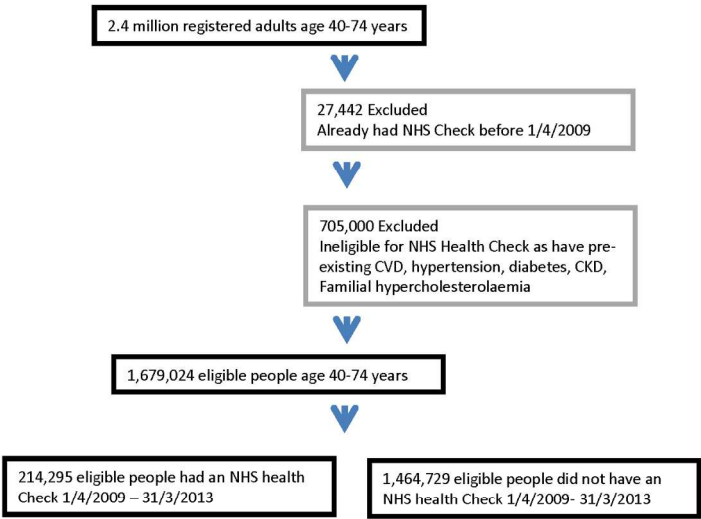 2.4 million registered adults age 40-74 years
27,442 Excluded
Already had NHS Check before 1/4/2009
705,000 Excluded
Ineligible for NHS Health Check as have pre-
existing CVD, hypertension, diabetes, CKD,
Familial hypercholesterolaemia
1,679,024 eligible people age 40-74 years
214,295 eligible people had an NHS health
Check 1/4/2009 – 31/3/2013
1,464,729 eligible people did not have an
NHS health Check 1/4/2009- 31/3/2013